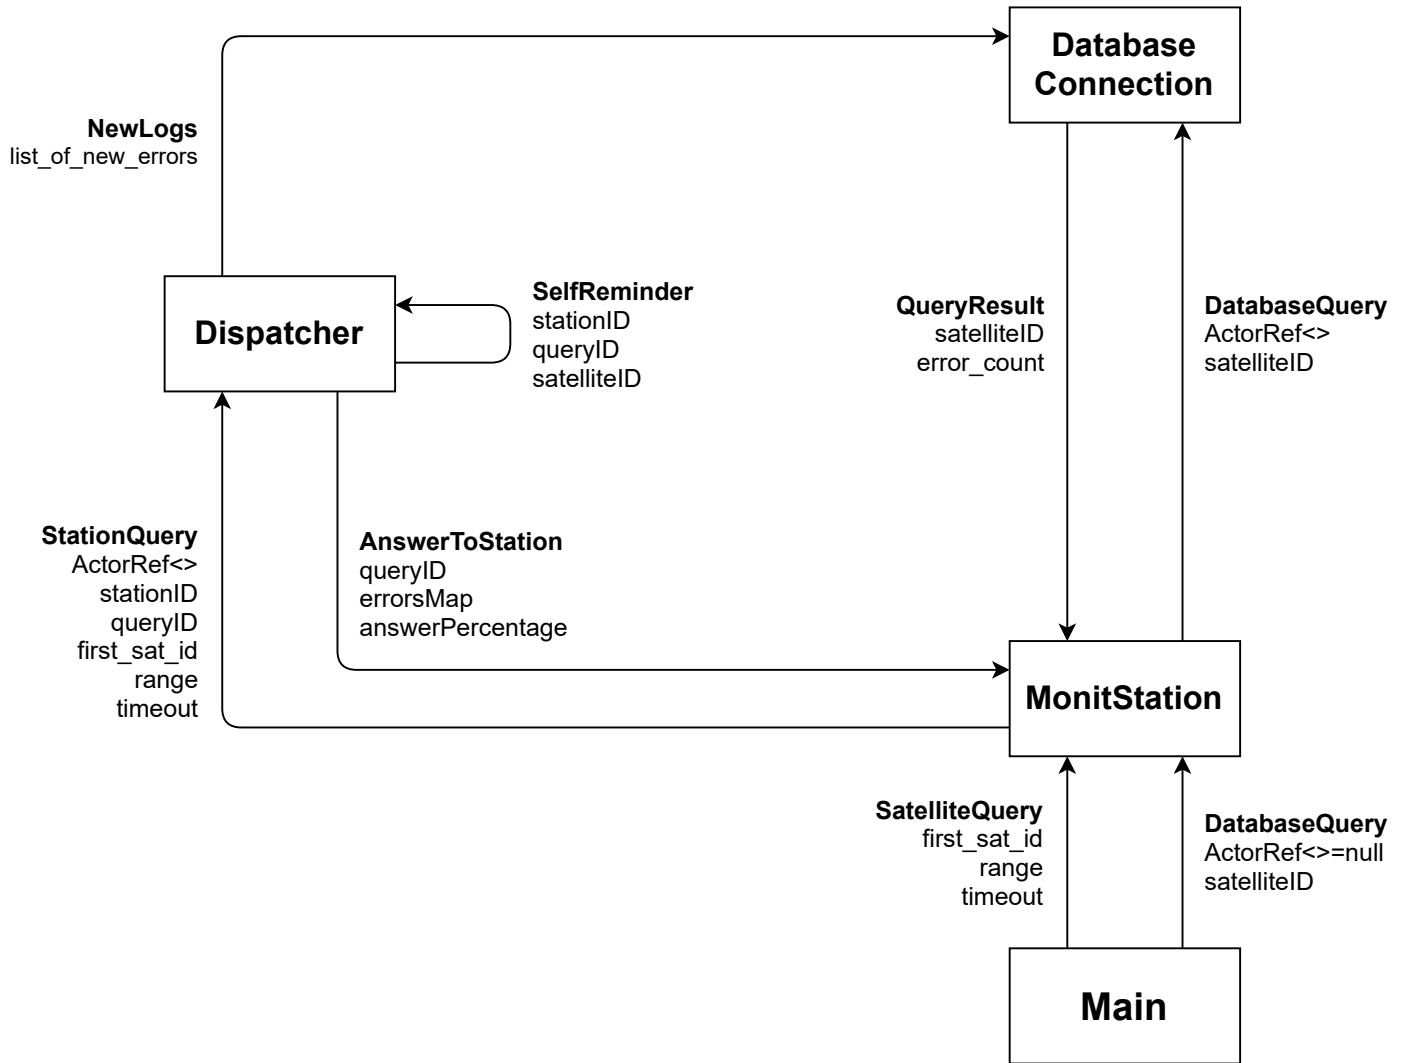 Database
Connection
NewLogs
list_of_new_errors
Dispatcher
SelfReminder
stationID
queryID
satelliteID
QueryResult
satelliteID
error_count
DatabaseQuery
ActorRef<>
satelliteID
StationQuery
ActorRef<>
stationID
queryID
first_sat_id
range
timeout
AnswerToStation
queryID
errorsMap
answerPercentage
MonitStation
SatelliteQuery
first_sat_id
range
timeout
DatabaseQuery
ActorRef<>=null
satelliteID
Main